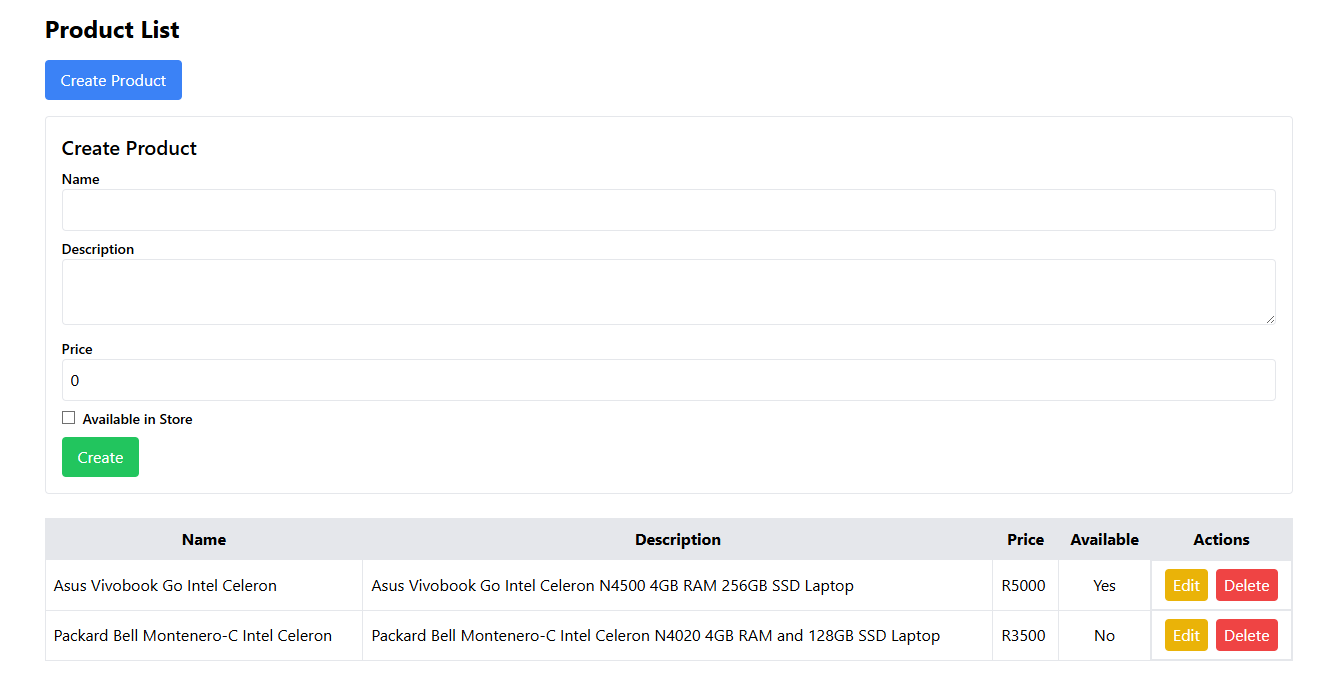 Product List
Create Product
Create Product
Name
Description
Price
0
Available in Store
Create
Name Description Price Available Actions
Asus Vivobook Go Intel Celeron Asus Vivobook Go Intel Celeron N4500 4GB RAM 256GB SSD Laptop R5000 Yes Edit Delete
Packard Bell Montenero-C Intel Celeron Packard Bell Montenero-C Intel Celeron N4020 4GB RAM and 128GB SSD Laptop R3500 No Edit Delete